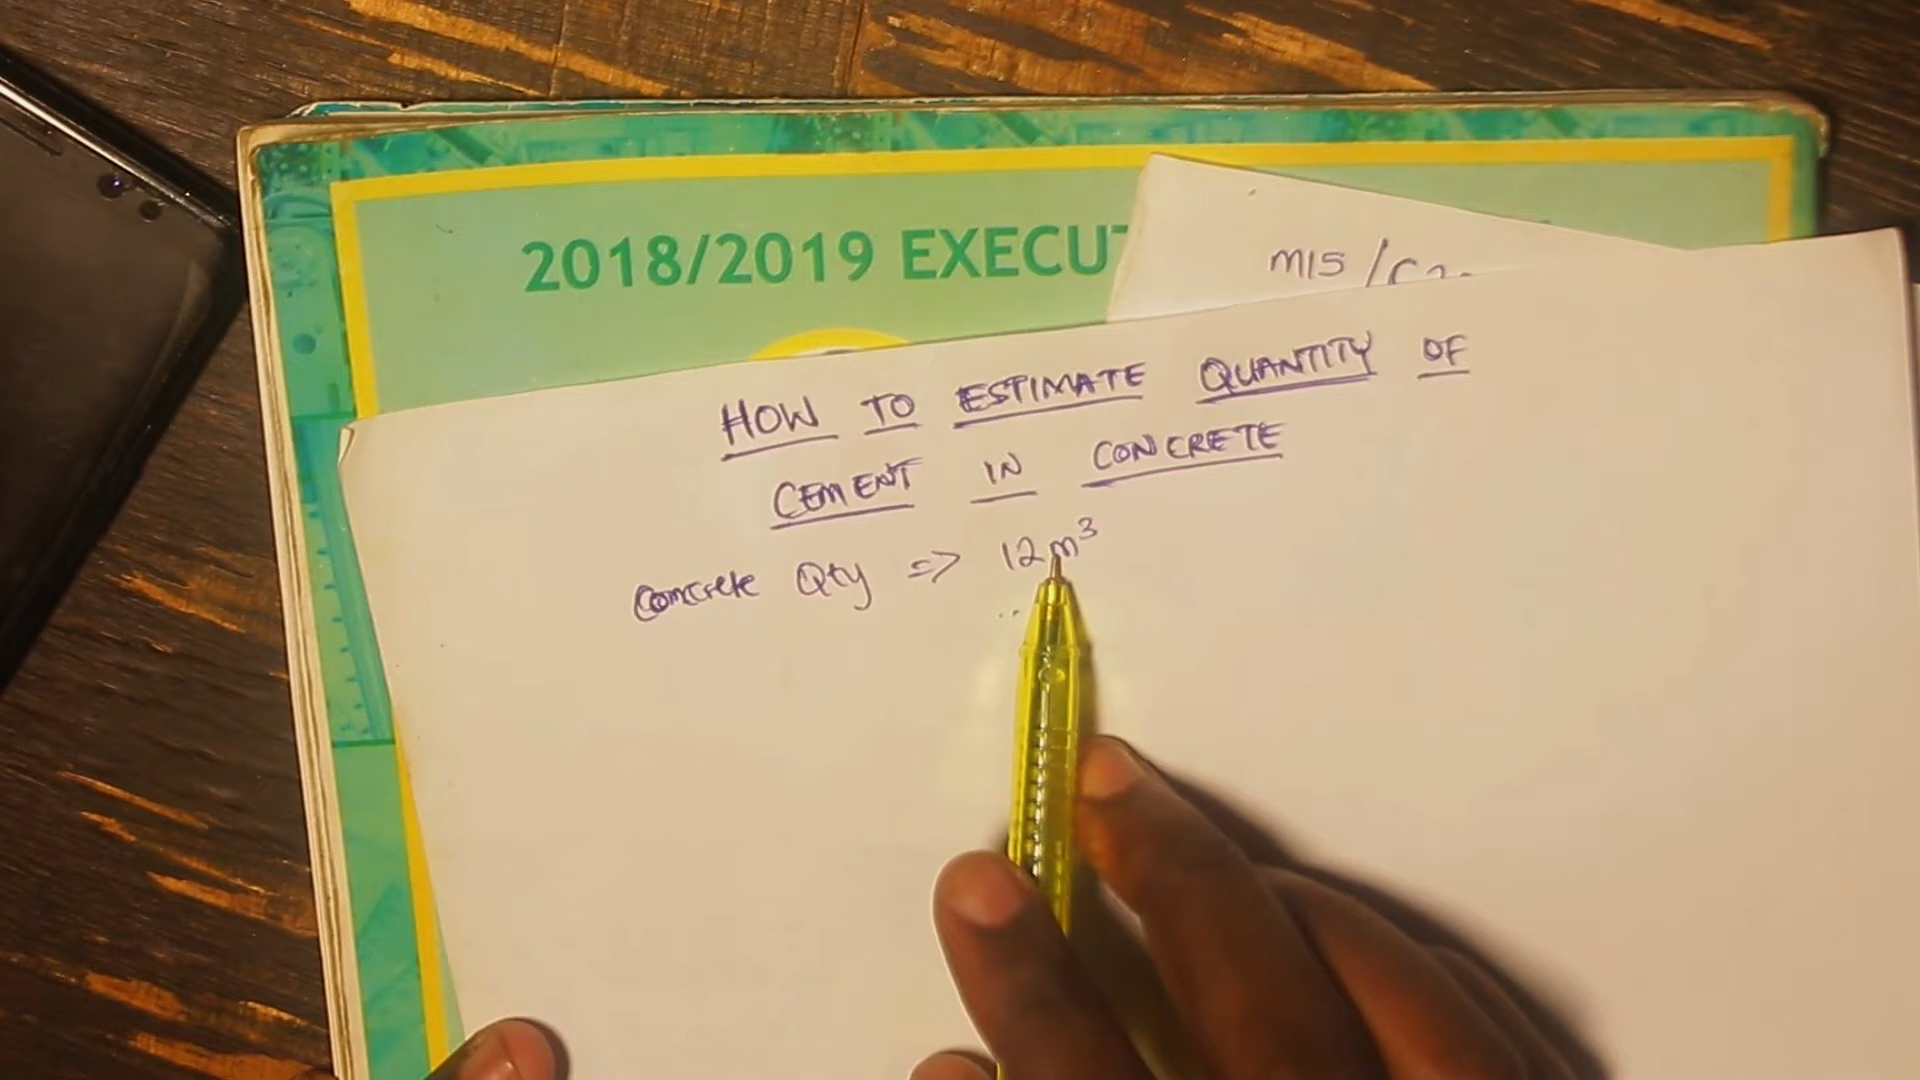 2018/2019 EXECUT
M15 /
HOW TO ESTIMATE QUANTITY OF
CEMENT IN CONCRETE
Concrete Qty => 12m³